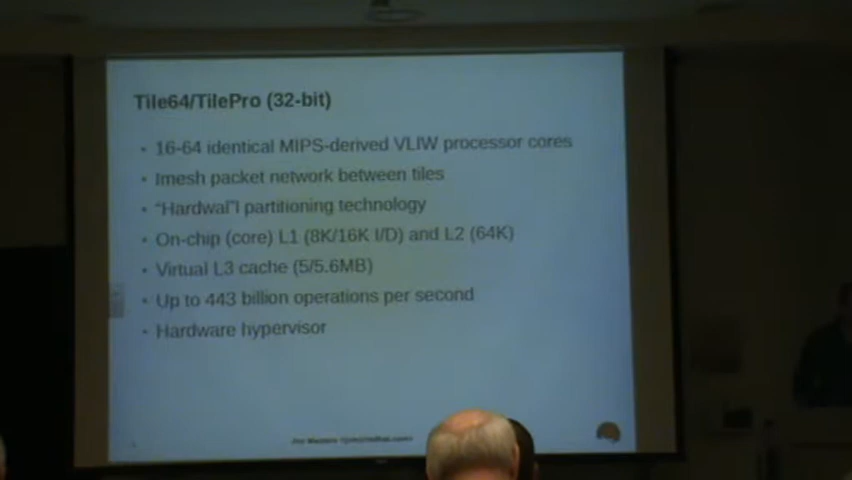 Tile64/TilePro (32-bit)
• 16-64 identical MIPS-derived VLIW processor cores
• Imesh packet network between tiles
• "Hardwal"l partitioning technology
• On-chip (core) L1 (8K/16K I/D) and L2 (64K)
• Virtual L3 cache (5/5.6MB)
• Up to 443 billion operations per second
• Hardware hypervisor